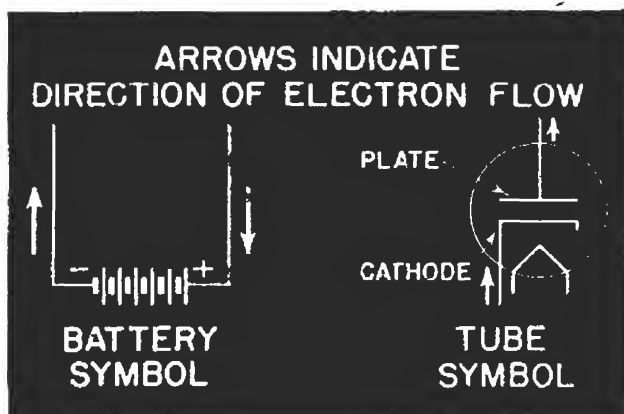 ARROWS INDICATE
DIRECTION OF ELECTRON FLOW
PLATE
- +
CATHODE
BATTERY
SYMBOL
TUBE
SYMBOL